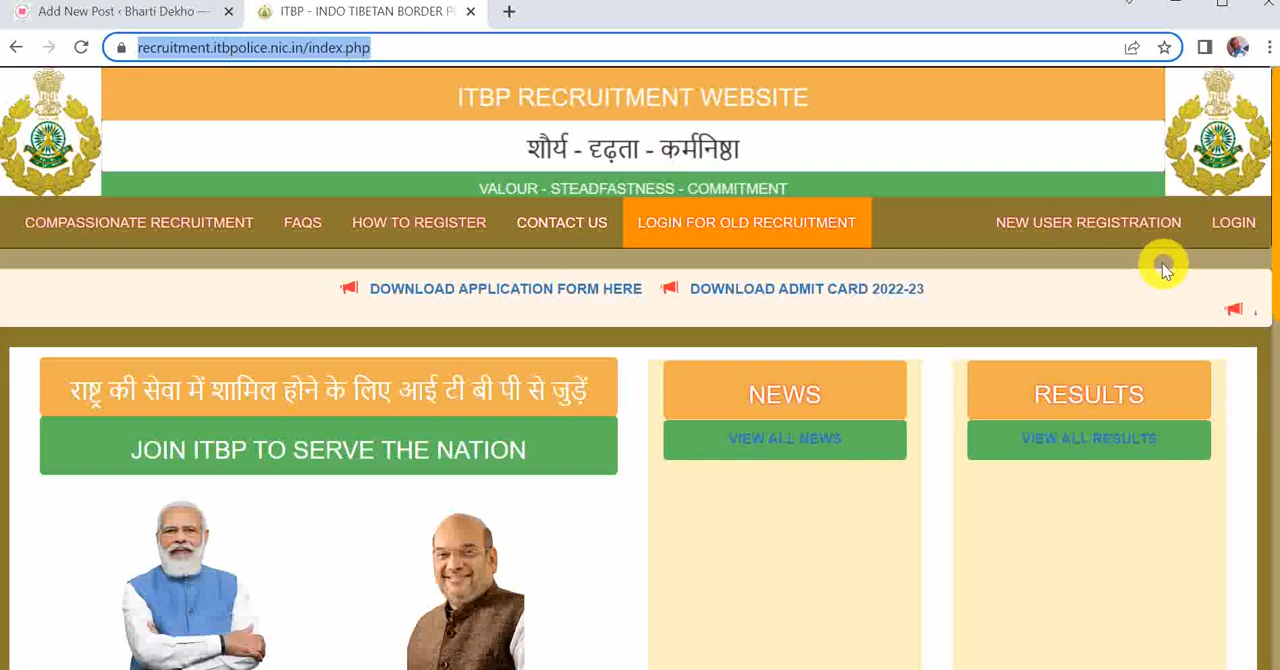 Add New Post ‹ Bharti Dekho —
ITBP - INDO TIBETAN BORDER P
recruitment.itbpolice.nic.in/index.php
ITBP RECRUITMENT WEBSITE
शौर्य - दृढ़ता - कर्मनिष्ठा
VALOUR - STEADFASTNESS - COMMITMENT
COMPASSIONATE RECRUITMENT FAQS HOW TO REGISTER CONTACT US LOGIN FOR OLD RECRUITMENT NEW USER REGISTRATION LOGIN
DOWNLOAD APPLICATION FORM HERE DOWNLOAD ADMIT CARD 2022-23
राष्ट्र की सेवा में शामिल होने के लिए आई टी बी पी से जुड़ें NEWS RESULTS
JOIN ITBP TO SERVE THE NATION VIEW ALL NEWS VIEW ALL RESULTS